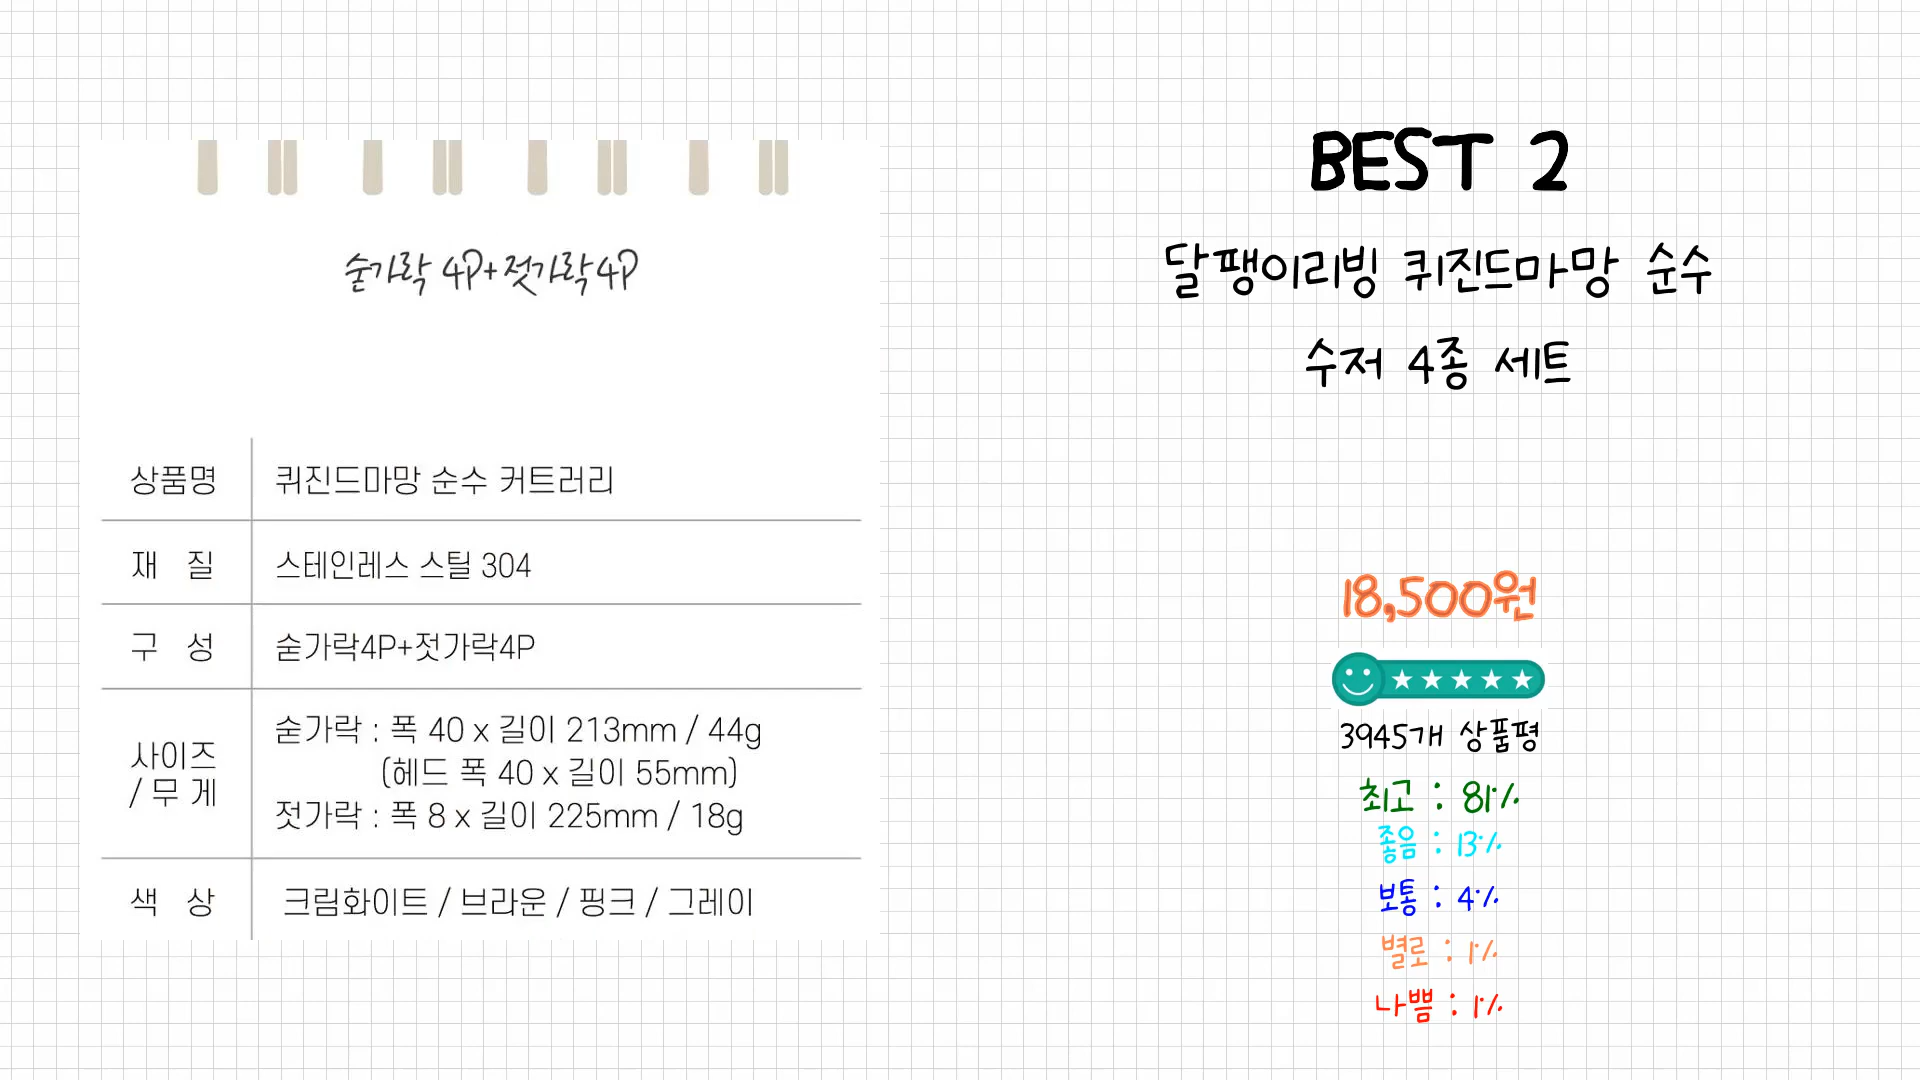 숟가락 4P+젓가락4P
상품명 퀴진드마망 순수 커트러리
재 질 스테인레스 스틸 304
구 성 숟가락4P+젓가락4P
사이즈 / 무 게
숟가락 : 폭 40 x 길이 213mm / 44g
(헤드 폭 40 x 길이 55mm)
젓가락 : 폭 8 x 길이 225mm / 18g
색 상 크림화이트 / 브라운 / 핑크 / 그레이
BEST 2
달팽이리빙 퀴진드마망 순수
수저 4종 세트
18,500원
3945개 상품평
최고 : 81%
좋음 : 13%
보통 : 4%
별로 : 1%
나쁨 : 1%